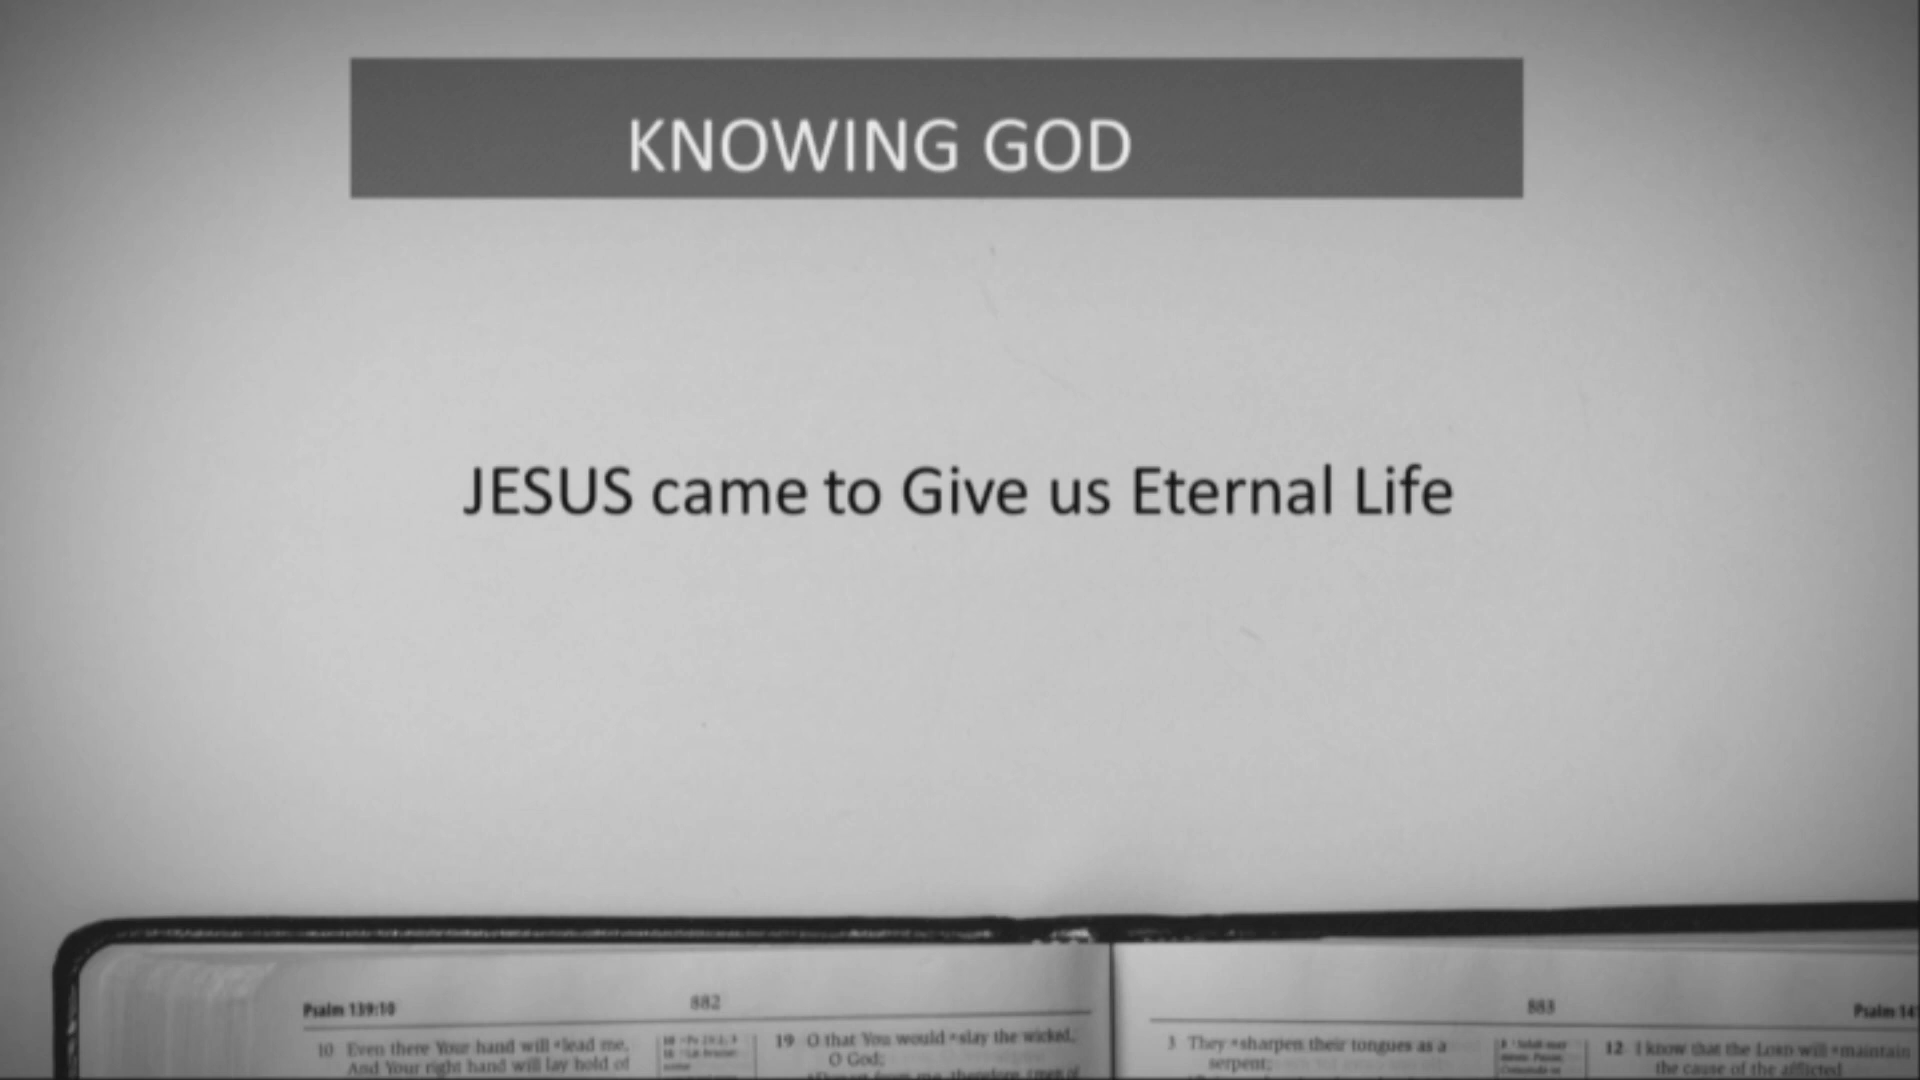 KNOWING GOD
JESUS came to Give us Eternal Life
Psalm 139:10
882
10 Even there Your hand will lead me,
And Your right hand will lay hold of
19 O that You would slay the wicked,
O God;
883
Psalm 14
3 They sharpen their tongues as a
serpent;
12 I know that the LORD will maintain
the cause of the afflicted